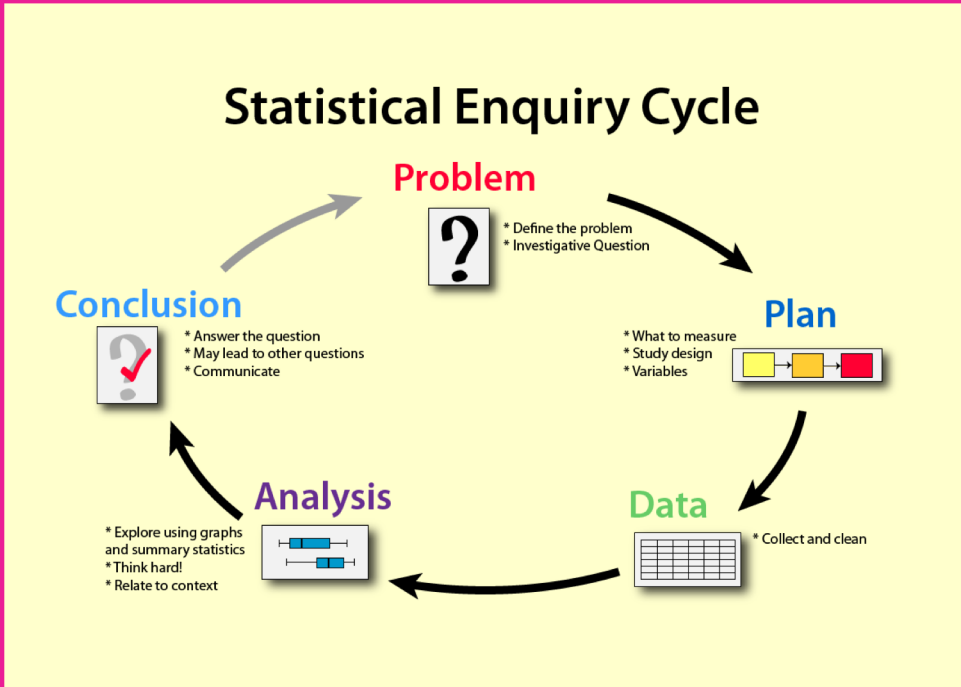 Statistical Enquiry Cycle
Problem
* Define the problem
* Investigative Question
Plan
* What to measure
* Study design
* Variables
Data
* Collect and clean
Analysis
* Explore using graphs
and summary statistics
* Think hard!
* Relate to context
Conclusion
* Answer the question
* May lead to other questions
* Communicate